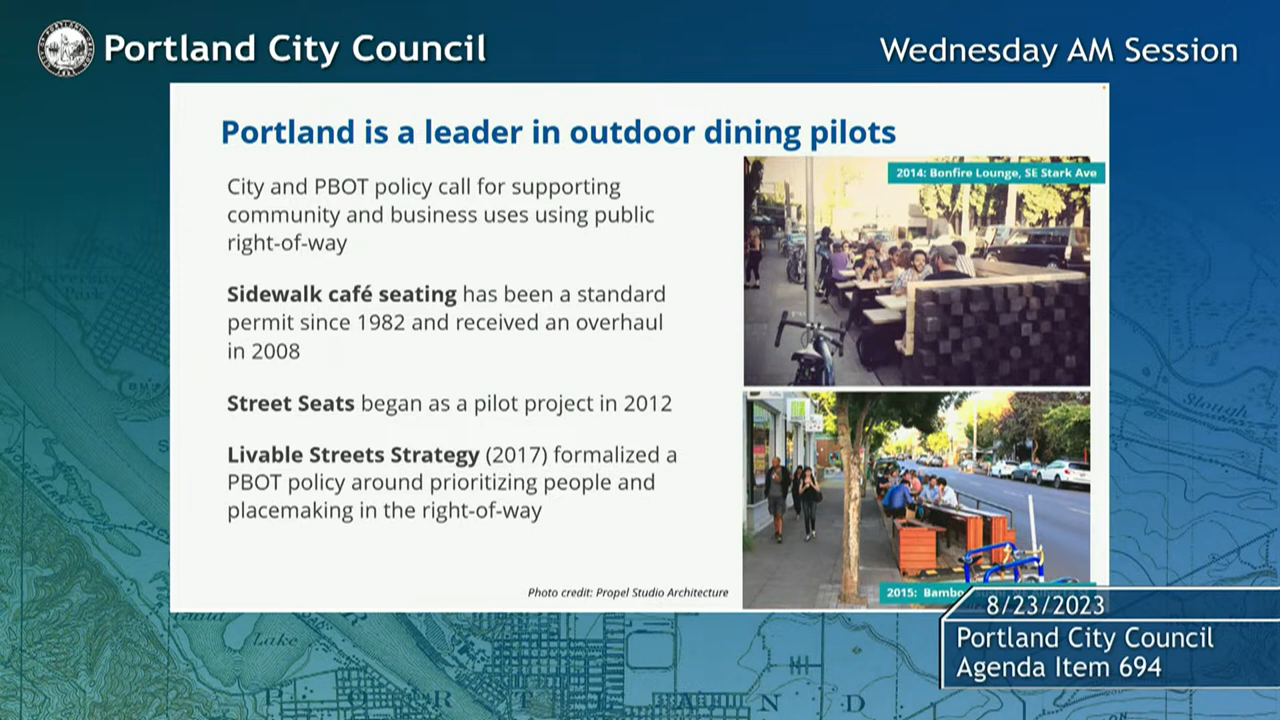 Portland City Council
Wednesday AM Session
Portland is a leader in outdoor dining pilots
City and PBOT policy call for supporting
community and business uses using public
right-of-way
Sidewalk café seating has been a standard
permit since 1982 and received an overhaul
in 2008
Street Seats began as a pilot project in 2012
Livable Streets Strategy (2017) formalized a
PBOT policy around prioritizing people and
placemaking in the right-of-way
Photo credit: Propel Studio Architecture
2014: Bonfire Lounge, SE Stark Ave
2015:
8/23/2023
Portland City Council
Agenda Item 694
Slough
Lake